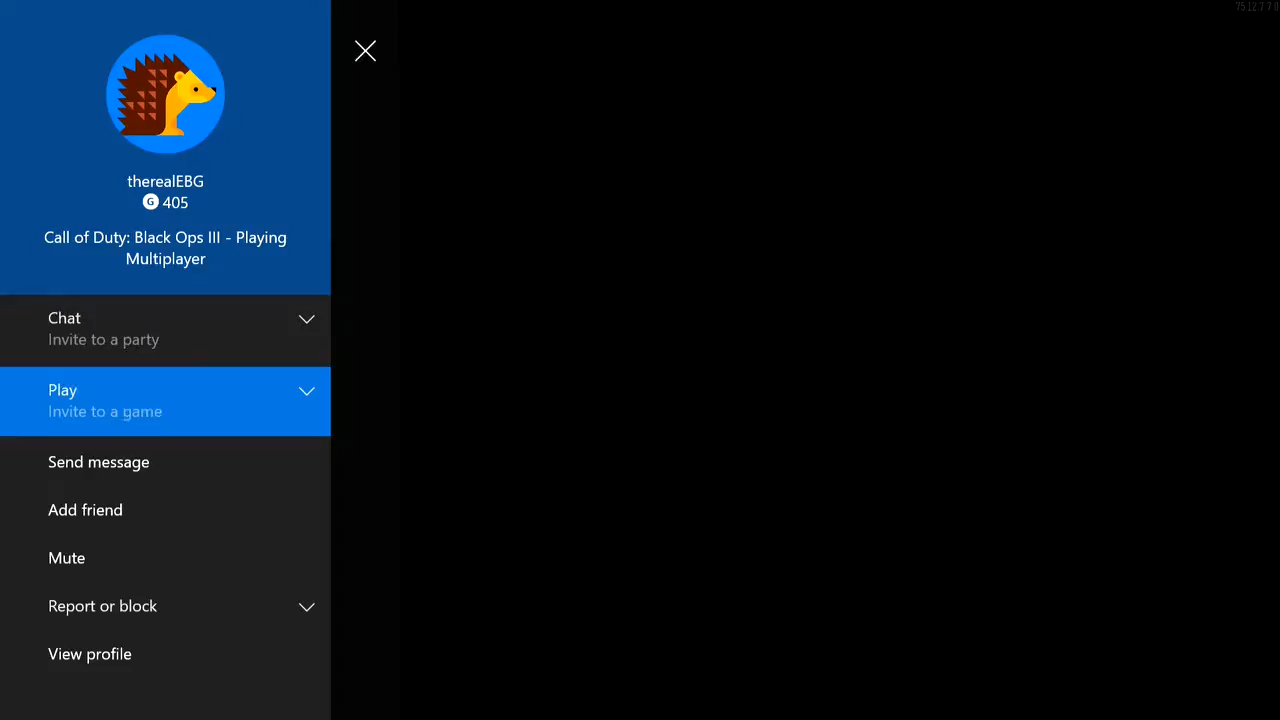 therealEBG
G 405
Call of Duty: Black Ops III - Playing
Multiplayer
Chat
Invite to a party
Play
Invite to a game
Send message
Add friend
Mute
Report or block
View profile